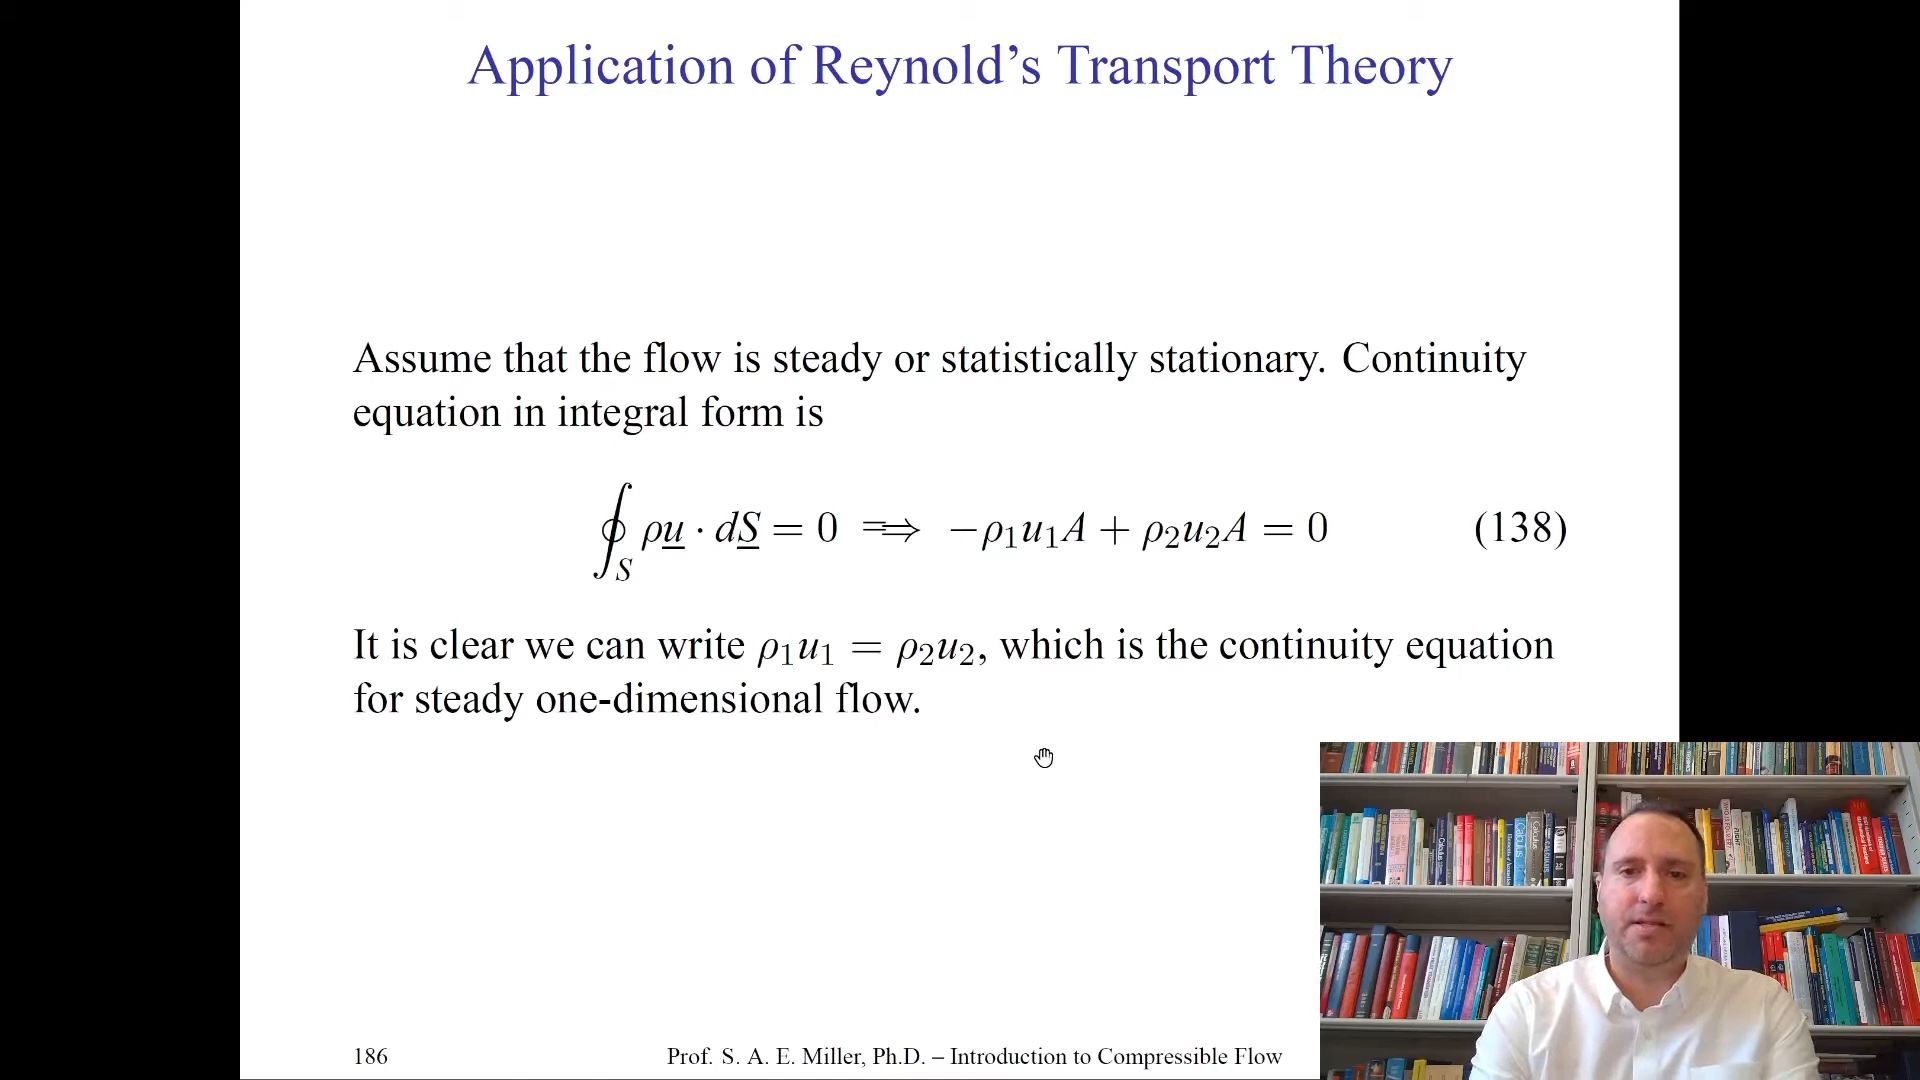 Application of Reynold’s Transport Theory
Assume that the flow is steady or statistically stationary. Continuity
equation in integral form is
∮_S ρu · dS = 0 ⟹ −ρ₁u₁A + ρ₂u₂A = 0 (138)
It is clear we can write ρ₁u₁ = ρ₂u₂, which is the continuity equation
for steady one-dimensional flow.
186 Prof. S. A. E. Miller, Ph.D. – Introduction to Compressible Flow